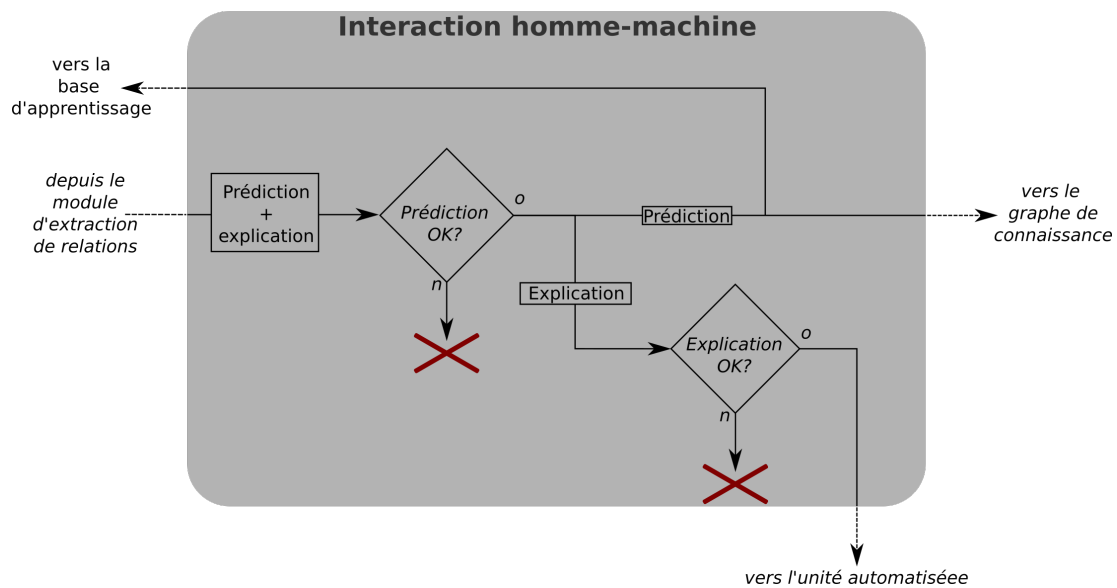 Interaction homme-machine
vers la
base
d'apprentissage
depuis le
module
d'extraction
de relations
Prédiction
+
explication
Prédiction
OK?
o
n
Prédiction
vers le
graphe de
connaissance
Explication
Explication
OK?
o
n
vers l'unité automatiséee